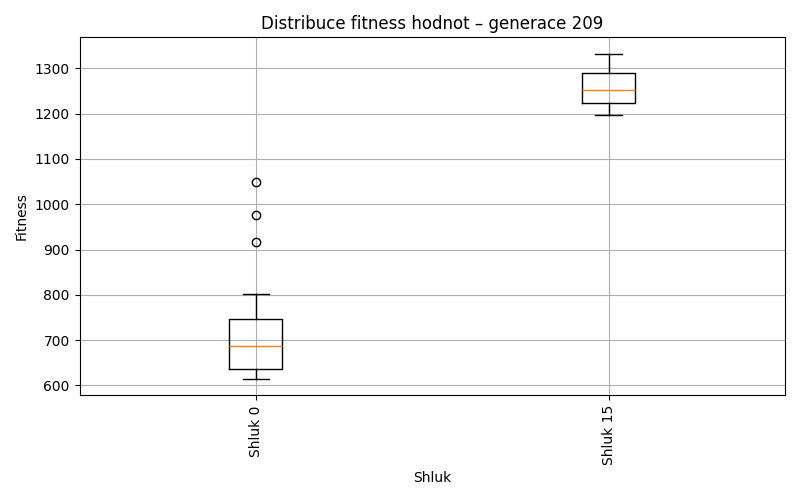 Distribuce fitness hodnot – generace 209
1300
1200
1100
1000
900
800
700
600
Fitness
Shluk 0
Shluk 15
Shluk